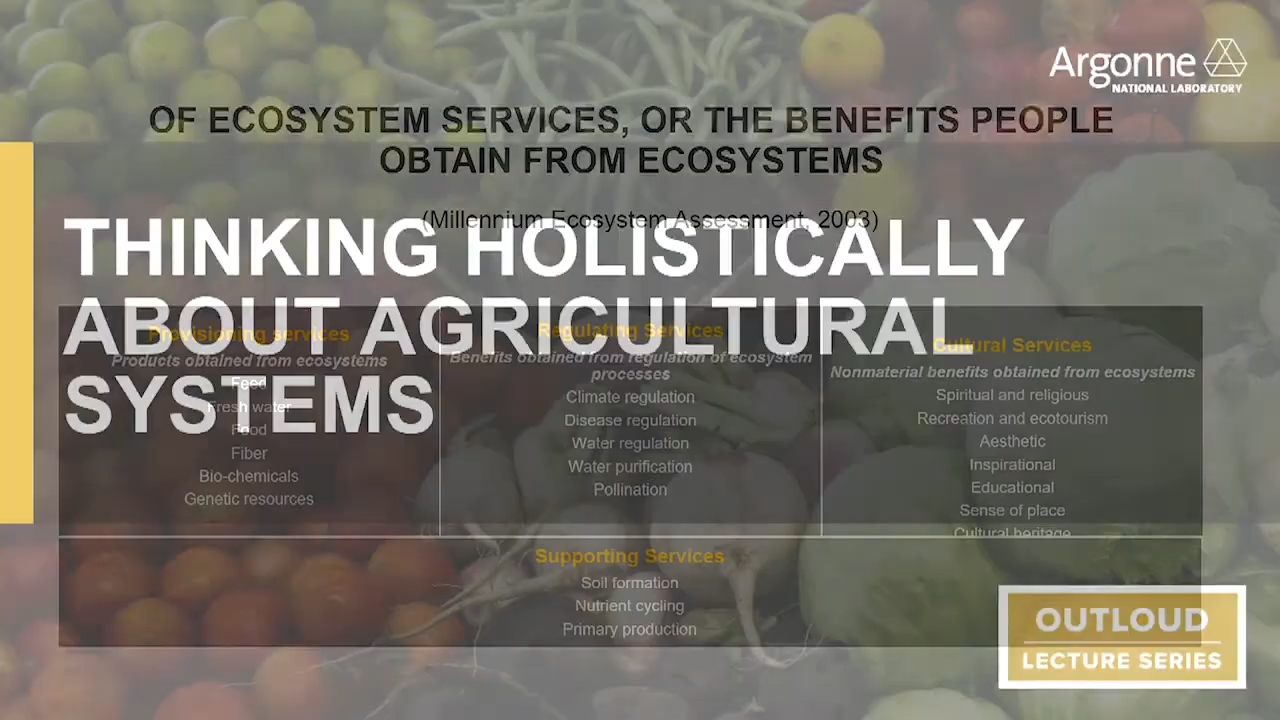 Argonne
NATIONAL LABORATORY
OF ECOSYSTEM SERVICES, OR THE BENEFITS PEOPLE
OBTAIN FROM ECOSYSTEMS
(Millennium Ecosystem Assessment, 2003)
THINKING HOLISTICALLY
ABOUT AGRICULTURAL
SYSTEMS
Provisioning services
Products obtained from ecosystems
Feed
Fresh water
Food
Fiber
Bio-chemicals
Genetic resources
Regulating Services
Benefits obtained from regulation of ecosystem
processes
Climate regulation
Disease regulation
Water regulation
Water purification
Pollination
Cultural Services
Nonmaterial benefits obtained from ecosystems
Spiritual and religious
Recreation and ecotourism
Aesthetic
Inspirational
Educational
Sense of place
Cultural heritage
Supporting Services
Soil formation
Nutrient cycling
Primary production
OUTLOUD
LECTURE SERIES